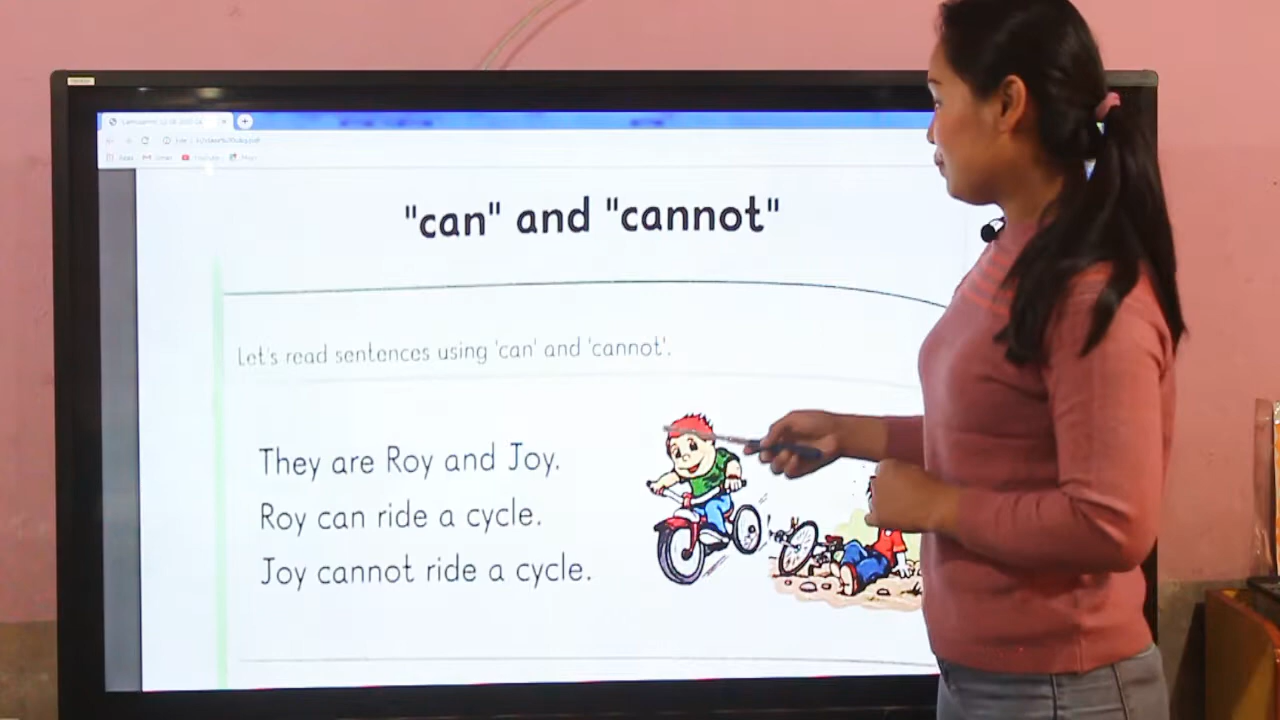 "can" and "cannot"
Let's read sentences using 'can' and 'cannot'.
They are Roy and Joy.
Roy can ride a cycle.
Joy cannot ride a cycle.